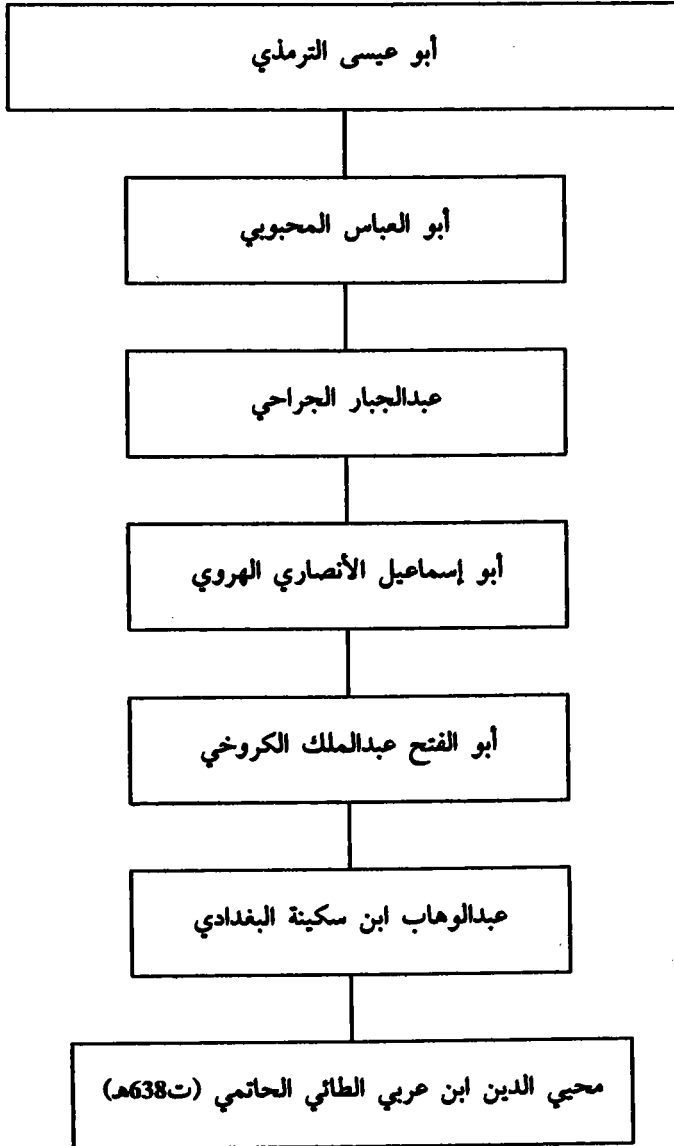 أبو عيسى الترمذي
أبو العباس المحبوبي
عبدالجبار الجراحي
أبو إسماعيل الأنصاري الهروي
أبو الفتح عبدالملك الكروخي
عبدالوهاب ابن سكينة البغدادي
محيي الدين ابن عربي الطائي الحاتمي (ت638هـ)